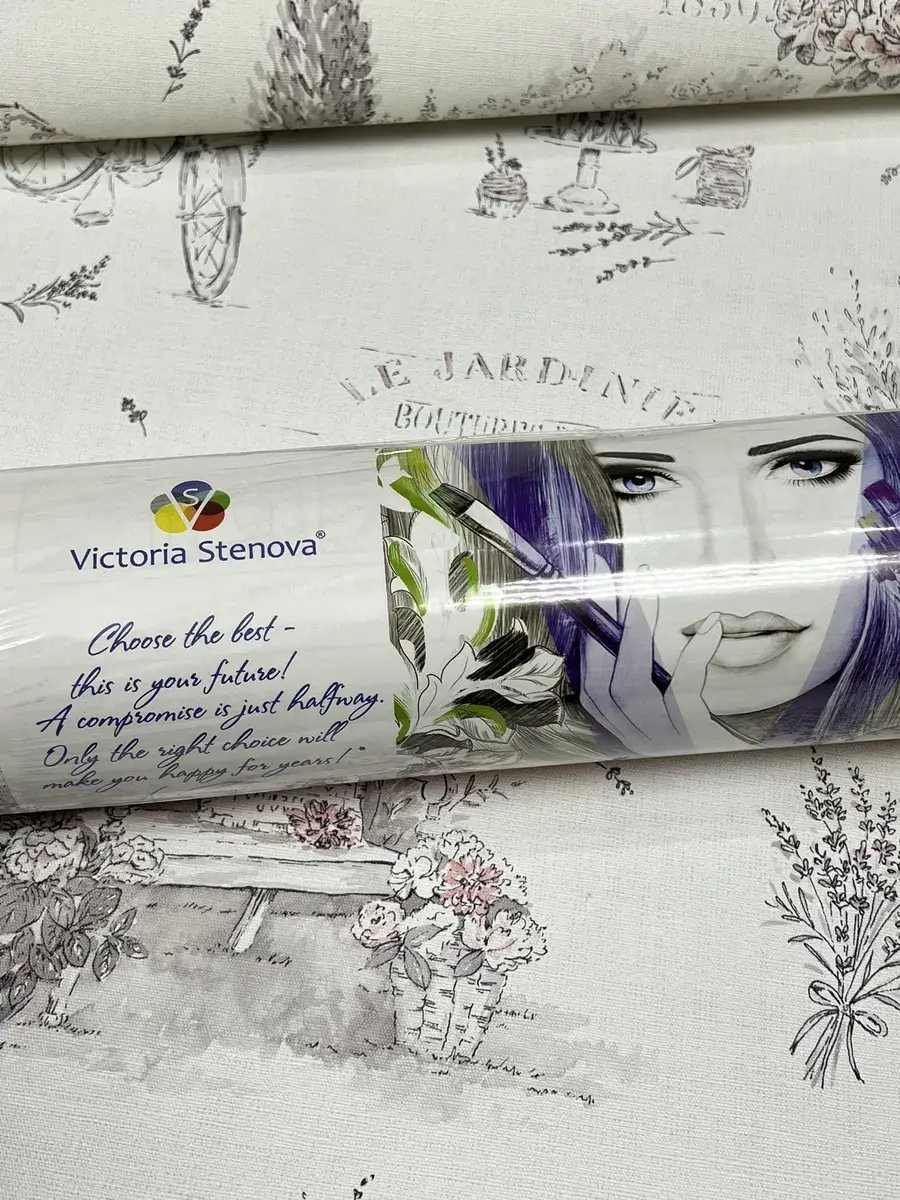 1850
LE JARDINIE
S
Victoria Stenova®
Choose the best -
this is your future!
A compromise is just halfway.
Only the right choice will
make you happy for years!"